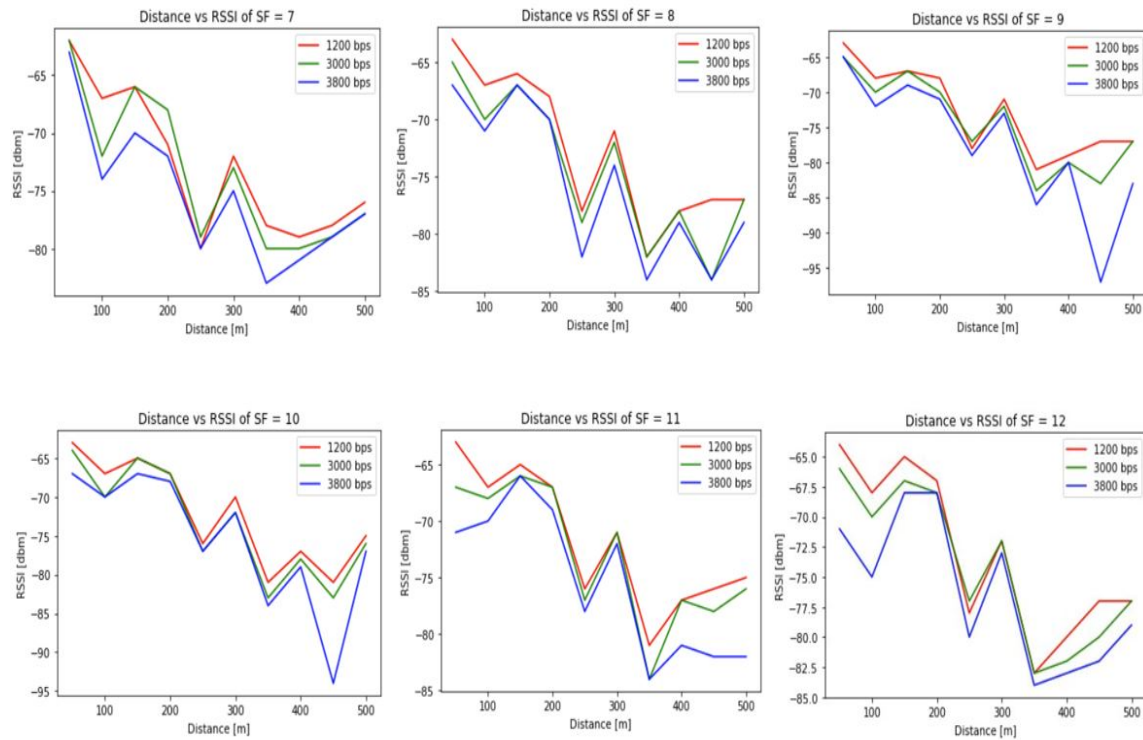 Distance vs RSSI of SF = 7
1200 bps
3000 bps
3800 bps
RSSI [dbm]
−65
−70
−75
−80
100 200 300 400 500
Distance [m]
Distance vs RSSI of SF = 8
1200 bps
3000 bps
3800 bps
RSSI [dbm]
−65
−70
−75
−80
−85
100 200 300 400 500
Distance [m]
Distance vs RSSI of SF = 9
1200 bps
3000 bps
3800 bps
RSSI [dbm]
−65
−70
−75
−80
−85
−90
−95
100 200 300 400 500
Distance [m]
Distance vs RSSI of SF = 10
1200 bps
3000 bps
3800 bps
RSSI [dbm]
−65
−70
−75
−80
−85
−90
−95
100 200 300 400 500
Distance [m]
Distance vs RSSI of SF = 11
1200 bps
3000 bps
3800 bps
RSSI [dbm]
−65
−70
−75
−80
−85
100 200 300 400 500
Distance [m]
Distance vs RSSI of SF = 12
1200 bps
3000 bps
3800 bps
RSSI [dbm]
−65.0
−67.5
−70.0
−72.5
−75.0
−77.5
−80.0
−82.5
−85.0
100 200 300 400 500
Distance [m]